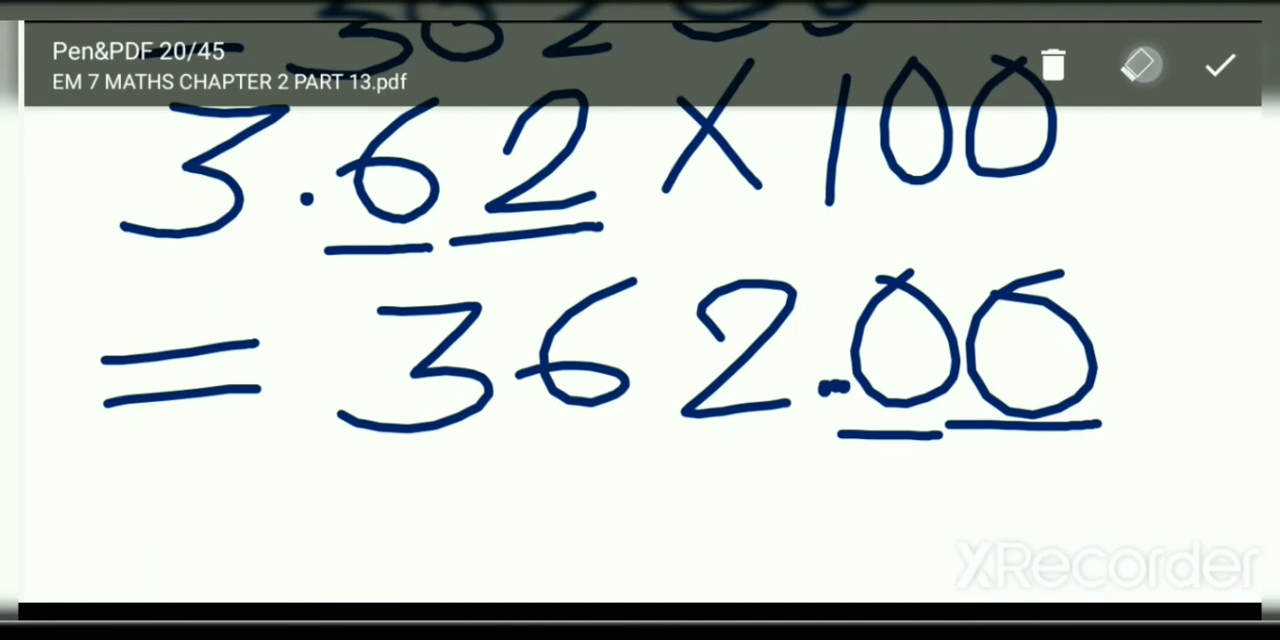 Pen&PDF 20/45
EM 7 MATHS CHAPTER 2 PART 13.pdf
3.62 × 100
= 362.00
XRecorder